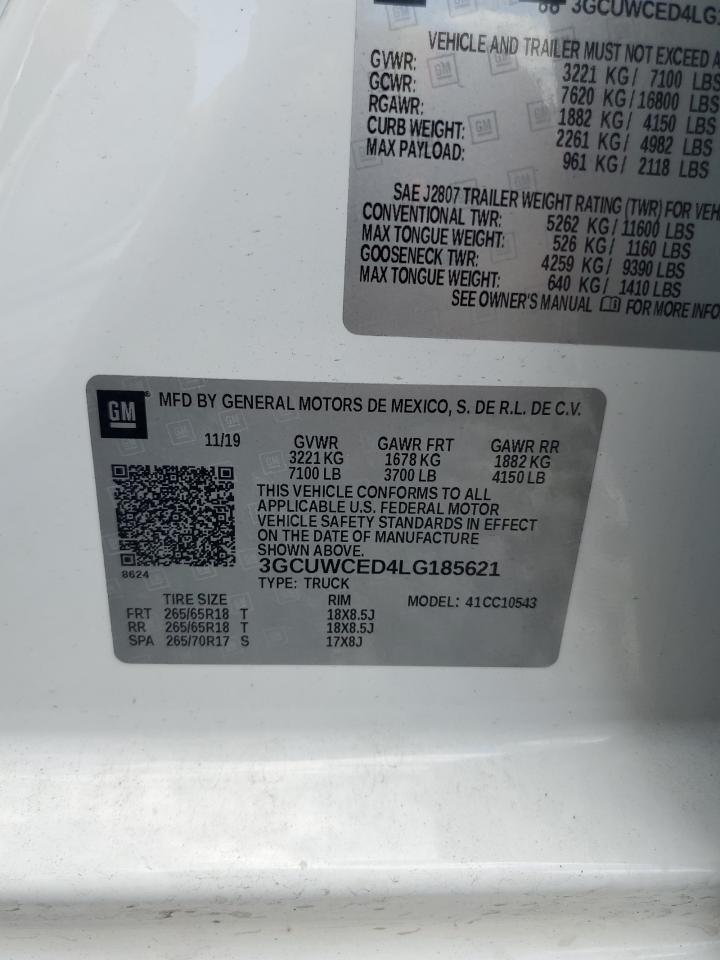 3GCUWCED4LG
VEHICLE AND TRAILER MUST NOT EXCEED
GVWR: 3221 KG/ 7100 LBS
GCWR: 7620 KG/16800 LBS
RGAWR: 1882 KG/ 4150 LBS
CURB WEIGHT: 2261 KG/ 4982 LBS
MAX PAYLOAD: 961 KG/ 2118 LBS
SAE J2807 TRAILER WEIGHT RATING (TWR) FOR
CONVENTIONAL TWR: 5262 KG/ 11600 LBS
MAX TONGUE WEIGHT: 526 KG/ 1160 LBS
GOOSENECK TWR: 4259 KG/ 9390 LBS
MAX TONGUE WEIGHT: 640 KG/ 1410 LBS
SEE OWNER'S MANUAL FOR MORE INFO
GM® MFD BY GENERAL MOTORS DE MEXICO, S. DE R.L. DE C.V.
11/19 GVWR GAWR FRT GAWR RR
3221 KG 1678 KG 1882 KG
7100 LB 3700 LB 4150 LB
THIS VEHICLE CONFORMS TO ALL
APPLICABLE U.S. FEDERAL MOTOR
VEHICLE SAFETY STANDARDS IN EFFECT
ON THE DATE OF MANUFACTURE
SHOWN ABOVE.
3GCUWCED4LG185621
8624
TYPE: TRUCK
TIRE SIZE RIM MODEL: 41CC10543
FRT 265/65R18 T 18X8.5J
RR 265/65R18 T 18X8.5J
SPA 265/70R17 S 17X8J